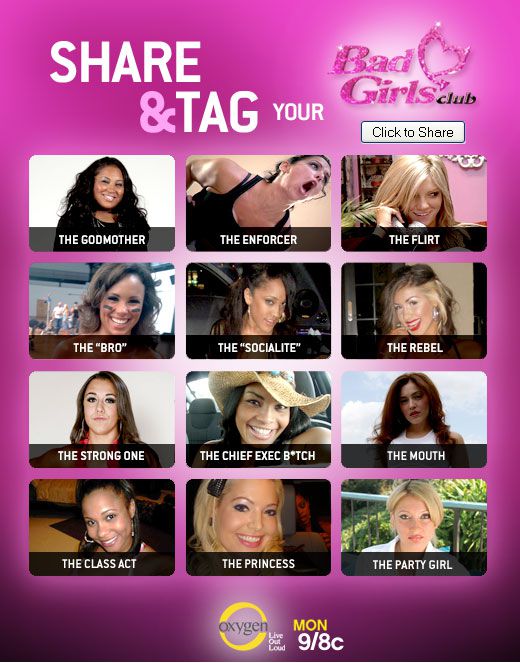 SHARE
&TAG YOUR
Bad
Girls'
club
Click to Share
THE GODMOTHER
THE ENFORCER
THE FLIRT
THE "BRO"
THE "SOCIALITE"
THE REBEL
THE STRONG ONE
THE CHIEF EXEC B*TCH
THE MOUTH
THE CLASS ACT
THE PRINCESS
THE PARTY GIRL
oxygen
Live
Out
Loud
MON
9/8c